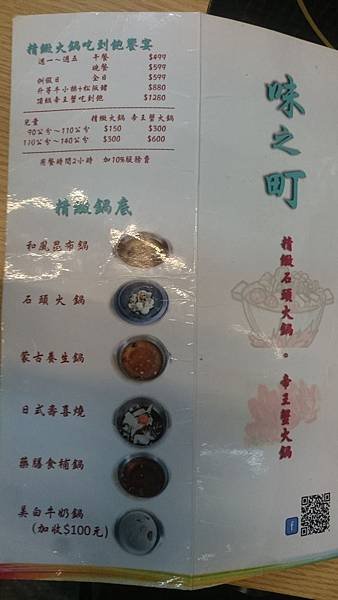 精緻火鍋吃到飽饗宴
週一~週五 午餐 $499
晚餐 $599
例假日 全日 $599
升等牛小排+松阪豬 $880
頂級帝王蟹吃到飽 $1280
兒童 精緻火鍋 帝王蟹火鍋
90公分~110公分 $150 $300
110公分~140公分 $300 $600
用餐時間2小時 加10%服務費
精緻鍋底
和風昆布鍋
石頭火鍋
蒙古養生鍋
日式壽喜燒
藥膳食補鍋
美白牛奶鍋
(加收$100元)
味之町
精緻石頭火鍋。帝王蟹火鍋
f